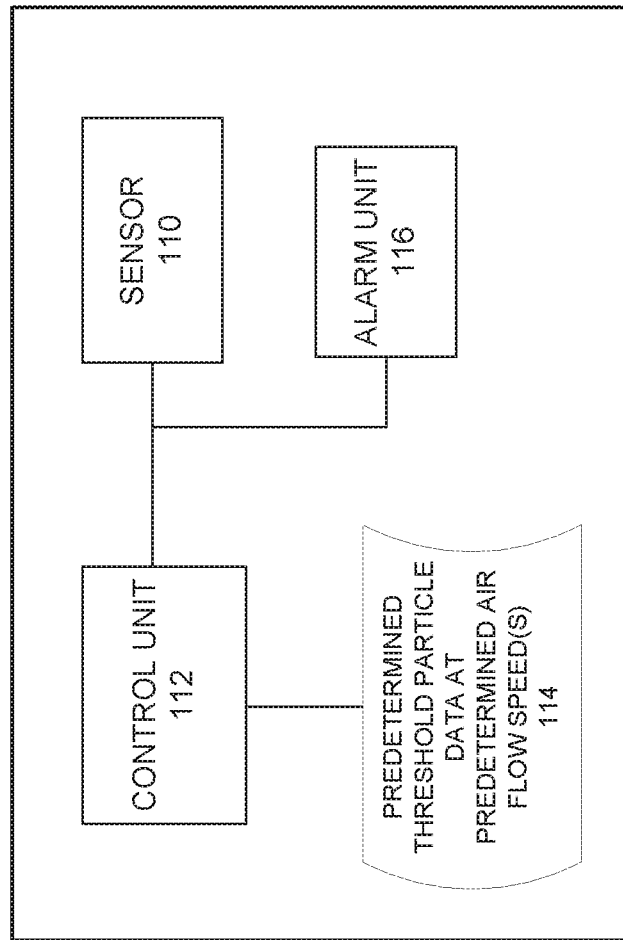 CONTROL UNIT
112
SENSOR
110
PREDETERMINED
THRESHOLD PARTICLE
DATA AT
PREDETERMINED AIR
FLOW SPEED(S)
114
ALARM UNIT
116